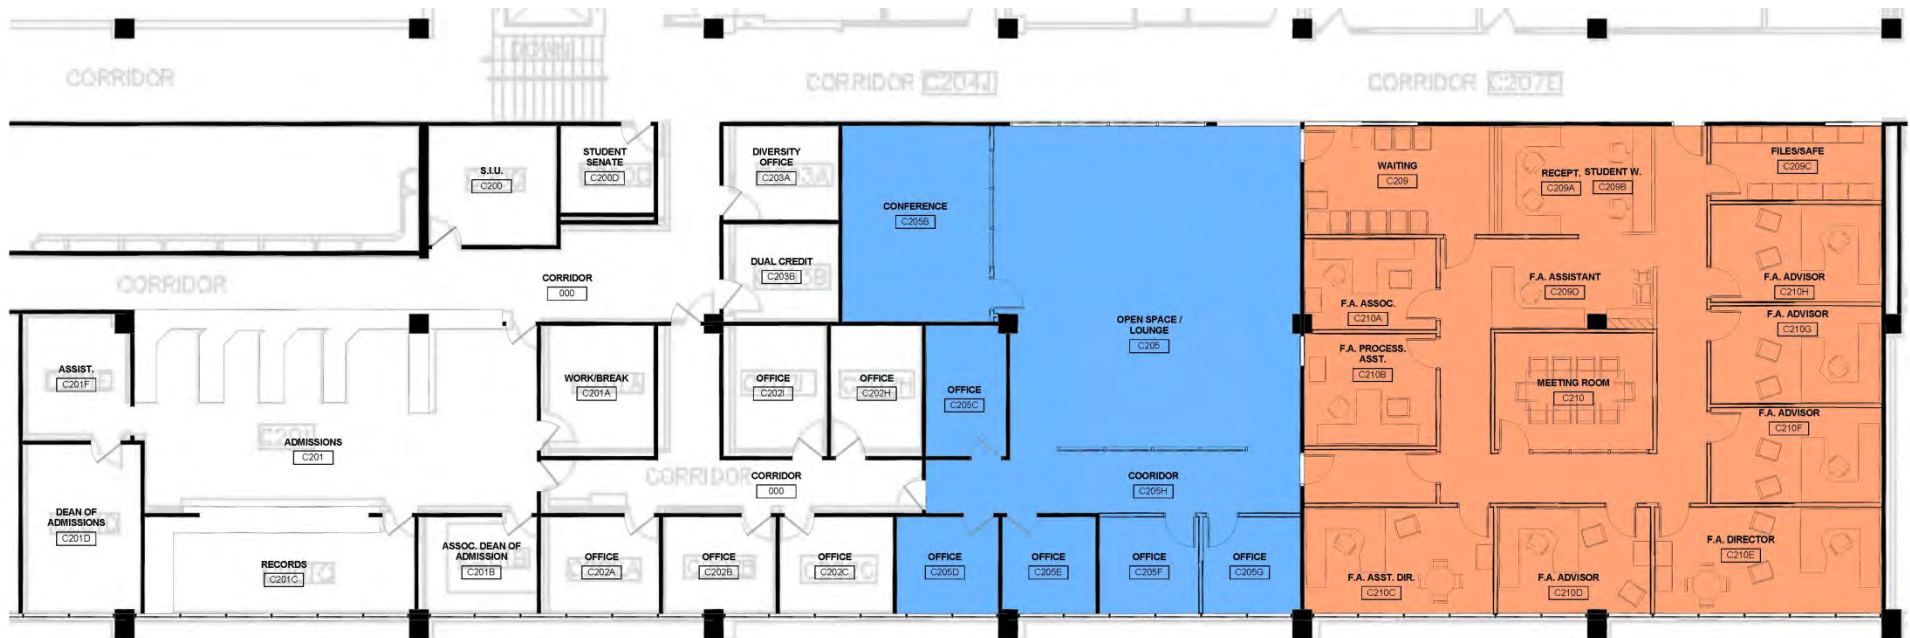 DOWN
CORRIDOR
CORRIDOR C204J
CORRIDOR C207E
S.I.U.
C200
STUDENT
SENATE
C200D
DIVERSITY
OFFICE
C203A
CONFERENCE
C205B
WAITING
C209
RECEPT.
C209A
STUDENT W.
C209B
FILES/SAFE
C209C
CORRIDOR
CORRIDOR
000
DUAL CREDIT
C203B
F.A. ASSOC.
C210A
F.A. ASSISTANT
C209D
F.A. ADVISOR
C210H
OPEN SPACE /
LOUNGE
C205
F.A. ADVISOR
C210G
ASSIST.
C201F
WORK/BREAK
C201A
OFFICE
C202I
OFFICE
C202H
OFFICE
C205C
F.A. PROCESS.
ASST.
C210B
MEETING ROOM
C210
F.A. ADVISOR
C210F
ADMISSIONS
C201
CORRIDOR
CORRIDOR
000
COORIDOR
C205H
DEAN OF
ADMISSIONS
C201D
RECORDS
C201C
ASSOC. DEAN OF
ADMISSION
C201B
OFFICE
C202A
OFFICE
C202B
OFFICE
C202C
OFFICE
C205D
OFFICE
C205E
OFFICE
C205F
OFFICE
C205G
F.A. ASST. DIR.
C210C
F.A. ADVISOR
C210D
F.A. DIRECTOR
C210E